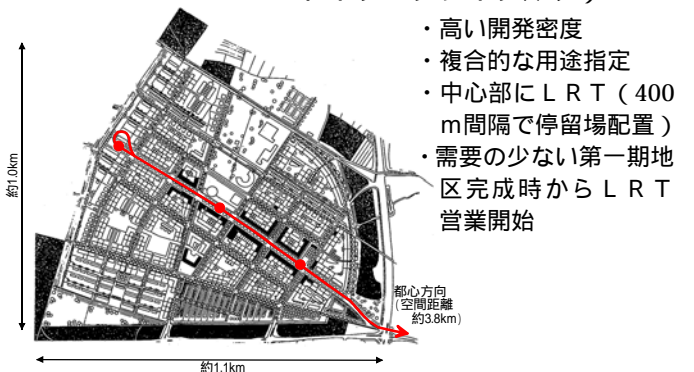 ・高い開発密度
・複合的な用途指定
・中心部にＬＲＴ（400
ｍ間隔で停留場配置）
・需要の少ない第一期地
区完成時からＬＲＴ
営業開始
約1.0km
都心方向
(空間距離
約3.8km)
約1.1km